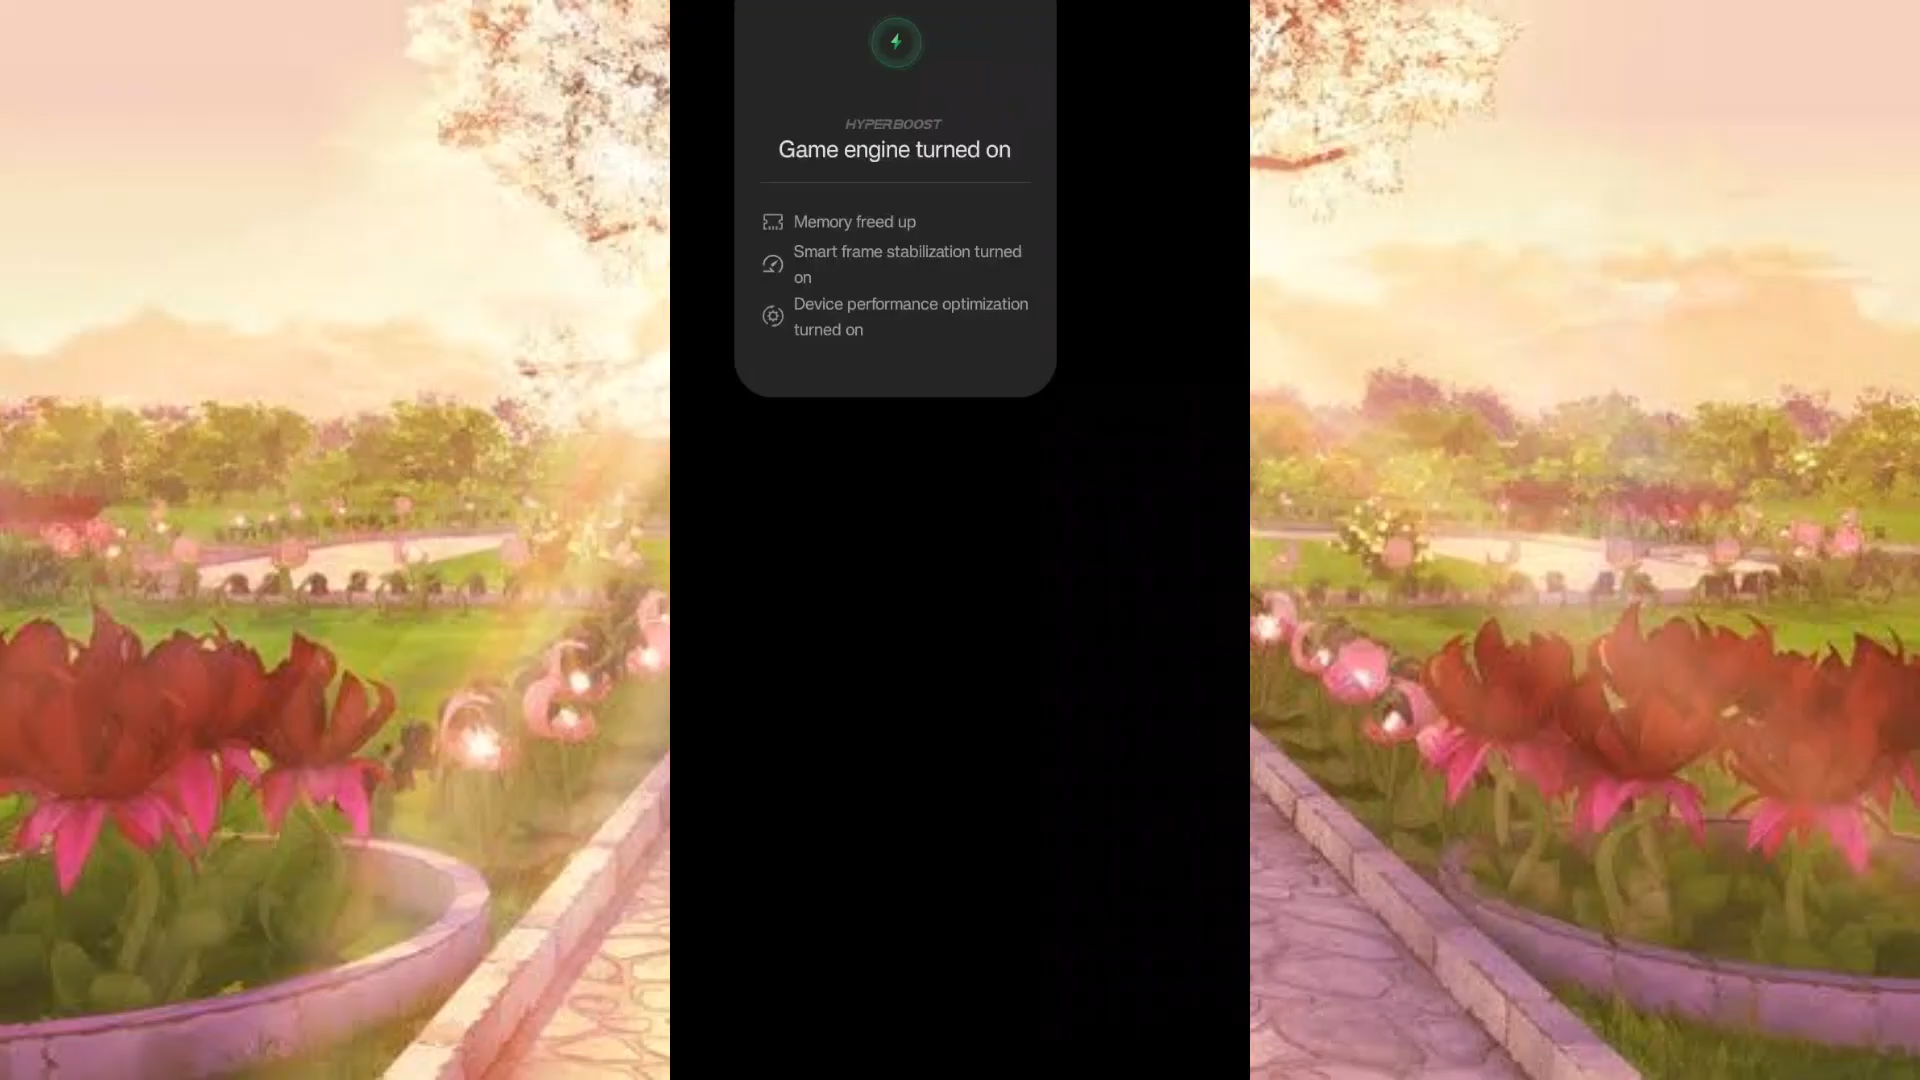 HYPERBOOST
Game engine turned on
Memory freed up
Smart frame stabilization turned
on
Device performance optimization
turned on